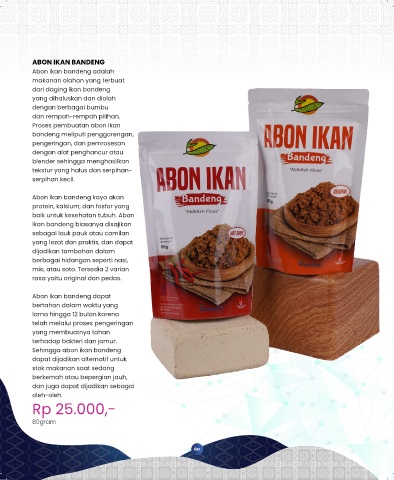 ABON IKAN BANDENG
Abon ikan bandeng adalah
makanan olahan yang terbuat
dari daging ikan bandeng
yang dihaluskan dan diolah
dengan berbagai bumbu
dan rempah-rempah pilihan.
Proses pembuatan abon ikan
bandeng meliputi penggorengan,
pengeringan, dan pemrosesan
dengan alat penghancur atau
blender sehingga menghasilkan
tekstur yang halus dan serpihan-
serpihan kecil.
Abon ikan bandeng kaya akan
protein, kalsium, dan fosfor yang
baik untuk kesehatan tubuh. Abon
ikan bandeng biasanya disajikan
sebagai lauk pauk atau camilan
yang lezat dan praktis, dan dapat
dijadikan tambahan dalam
berbagai hidangan seperti nasi,
mie, atau soto. Tersedia 2 varian
rasa yaitu original dan pedas.
Abon ikan bandeng dapat
bertahan dalam waktu yang
lama hingga 12 bulan karena
telah melalui proses pengeringan
yang membuatnya tahan
terhadap bakteri dan jamur.
Sehingga abon ikan bandeng
dapat dijadikan alternatif untuk
stok makanan saat sedang
berkemah atau bepergian jauh,
dan juga dapat dijadikan sebagai
oleh-oleh.
Rp 25.000,-
80gram
ABON IKAN
Bandeng
"Milkfish Floss"
ABON IKAN
Bandeng
"Milkfish Floss"